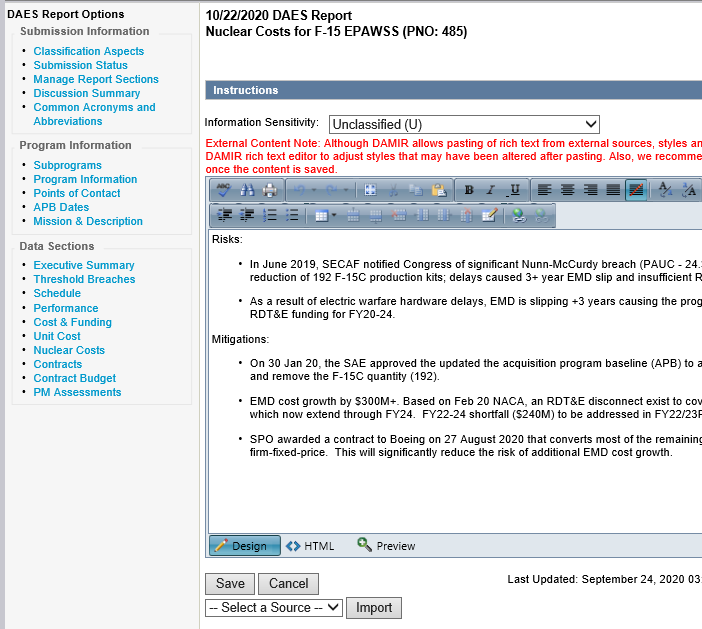 DAES Report Options
Submission Information
Classification Aspects
Submission Status
Manage Report Sections
Discussion Summary
Common Acronyms and
Abbreviations
Program Information
Subprograms
Program Information
Points of Contact
APB Dates
Mission & Description
Data Sections
Executive Summary
Threshold Breaches
Schedule
Performance
Cost & Funding
Unit Cost
Nuclear Costs
Contracts
Contract Budget
PM Assessments
10/22/2020 DAES Report
Nuclear Costs for F-15 EPAWSS (PNO: 485)
Instructions
Information Sensitivity: Unclassified (U)
External Content Note: Although DAMIR allows pasting of rich text from external sources, styles an
DAMIR rich text editor to adjust styles that may have been altered after pasting. Also, we recomme
once the content is saved.
B I U
Risks:
• In June 2019, SECAF notified Congress of significant Nunn-McCurdy breach (PAUC - 24.
reduction of 192 F-15C production kits; delays caused 3+ year EMD slip and insufficient R
• As a result of electric warfare hardware delays, EMD is slipping +3 years causing the prog
RDT&E funding for FY20-24.
Mitigations:
• On 30 Jan 20, the SAE approved the updated the acquisition program baseline (APB) to a
and remove the F-15C quantity (192).
• EMD cost growth by $300M+. Based on Feb 20 NACA, an RDT&E disconnect exist to cov
which now extend through FY24. FY22-24 shortfall ($240M) to be addressed in FY22/23P
• SPO awarded a contract to Boeing on 27 August 2020 that converts most of the remaining
firm-fixed-price. This will significantly reduce the risk of additional EMD cost growth.
Design HTML Preview
Save Cancel
Last Updated: September 24, 2020 03:
-- Select a Source -- Import